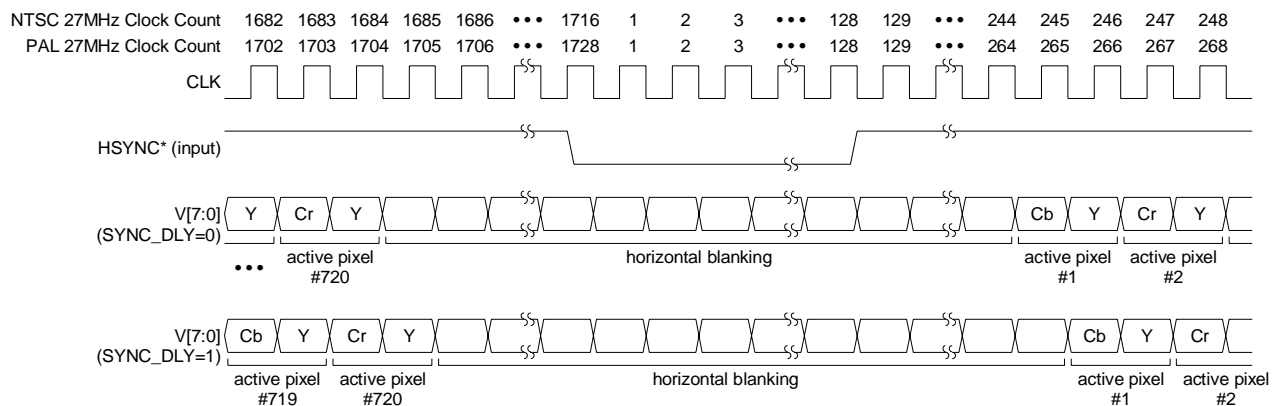 NTSC 27MHz Clock Count 1682 1683 1684 1685 1686 ••• 1716 1 2 3 ••• 128 129 ••• 244 245 246 247 248
PAL 27MHz Clock Count 1702 1703 1704 1705 1706 ••• 1728 1 2 3 ••• 128 129 ••• 264 265 266 267 268
CLK
HSYNC* (input)
V[7:0] Y Cr Y Cb Y Cr Y
(SYNC_DLY=0)
••• active pixel horizontal blanking active pixel active pixel
#720 #1 #2
V[7:0] Cb Y Cr Y Cb Y Cr
(SYNC_DLY=1)
active pixel active pixel horizontal blanking active pixel active pixel
#719 #720 #1 #2